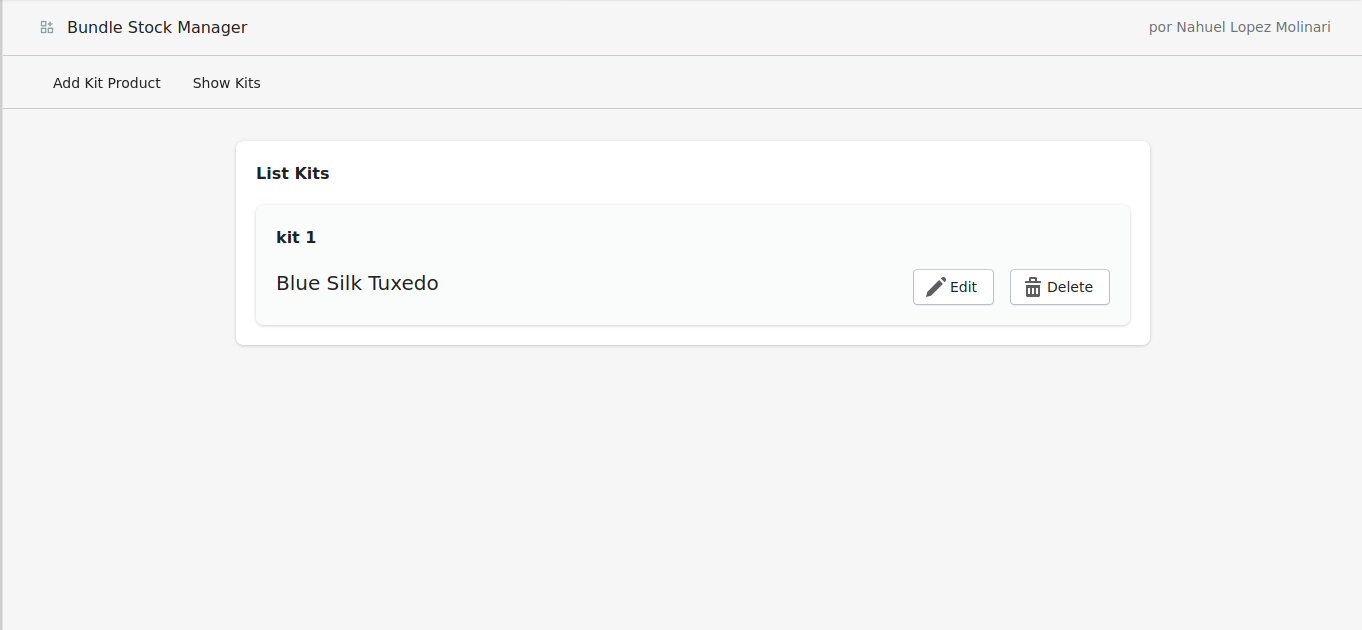 Bundle Stock Manager
por Nahuel Lopez Molinari
Add Kit Product
Show Kits
List Kits
kit 1
Blue Silk Tuxedo
Edit
Delete